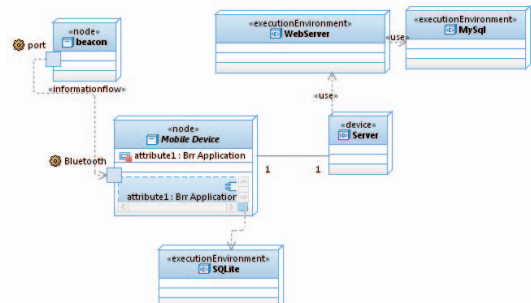 «node»
beacon
port
«informationflow»
«executionEnvironment»
WebServer
«use»
«executionEnvironment»
MySql
«use»
«device»
Server
«node»
Mobile Device
attribute1 : Brr Application
Bluetooth
attribute1 : Brr Application
1
1
«executionEnvironment»
SQLite